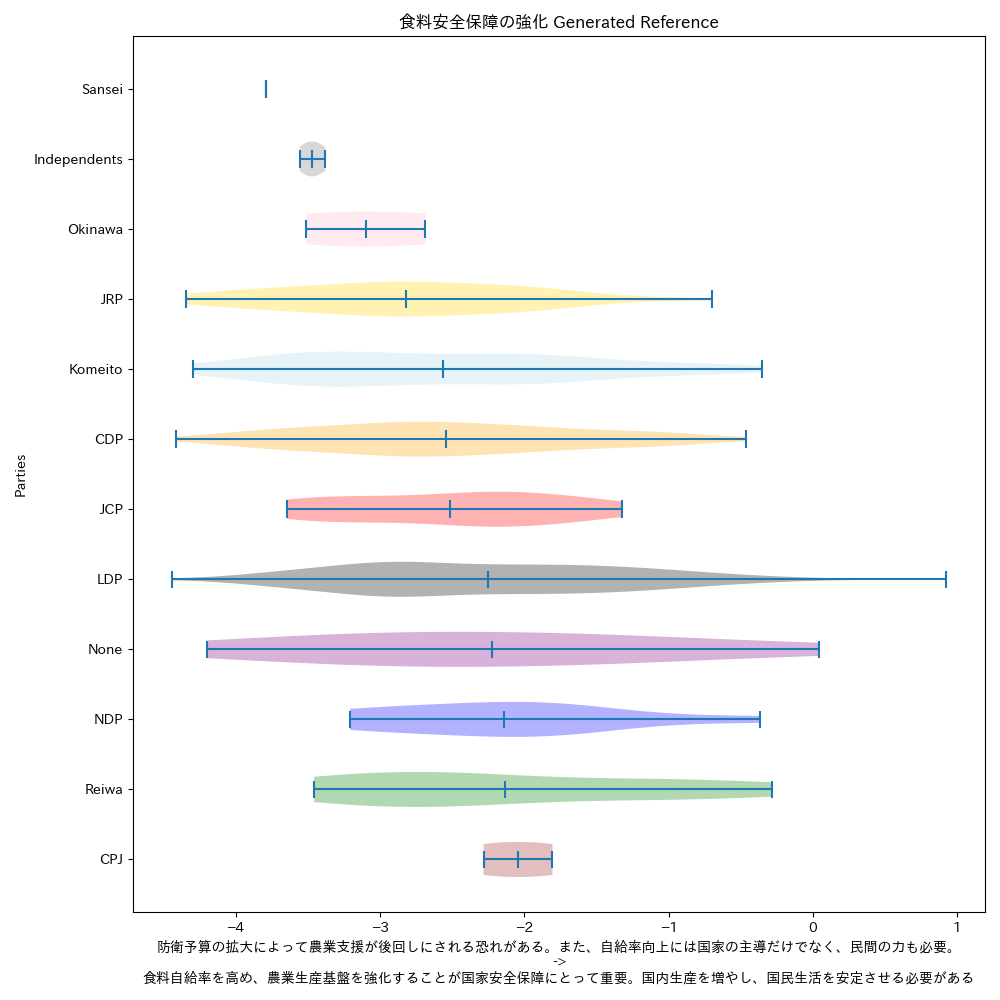 食料安全保障の強化 Generated Reference
Sansei
Independents
Okinawa
JRP
Komeito
CDP
JCP
LDP
None
NDP
Reiwa
CPJ
Parties
−4 −3 −2 −1 0 1
防衛予算の拡大によって農業支援が後回しにされる恐れがある。また、自給率向上には国家の主導だけでなく、民間の力も必要。
->
食料自給率を高め、農業生産基盤を強化することが国家安全保障にとって重要。国内生産を増やし、国民生活を安定させる必要がある